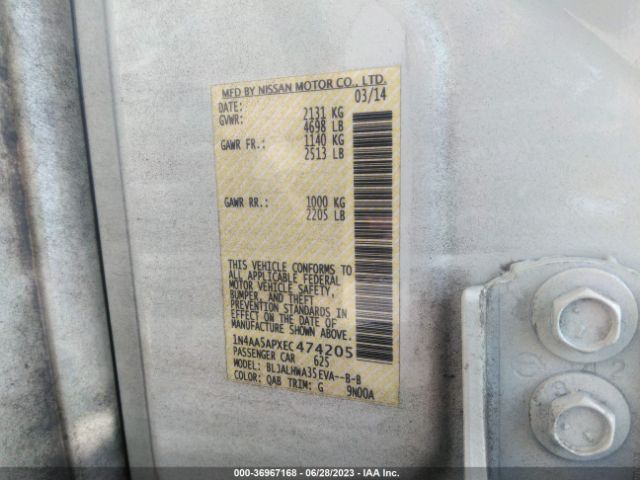 MFD BY NISSAN MOTOR CO., LTD.
DATE: 03/14
GVWR: 2131 KG
4698 LB
GAWR FR.: 1140 KG
2513 LB
GAWR RR.: 1000 KG
2205 LB
THIS VEHICLE CONFORMS TO
ALL APPLICABLE FEDERAL
MOTOR VEHICLE SAFETY,
BUMPER, AND THEFT
PREVENTION STANDARDS IN
EFFECT ON THE DATE OF
MANUFACTURE SHOWN ABOVE.
1N4AA5APXEC474205
PASSENGER CAR 625
MODEL: BLJALHWA35EVA--B-B
COLOR: QAB TRIM: G 9N00A
000-36967168 - 06/28/2023 - IAA Inc.